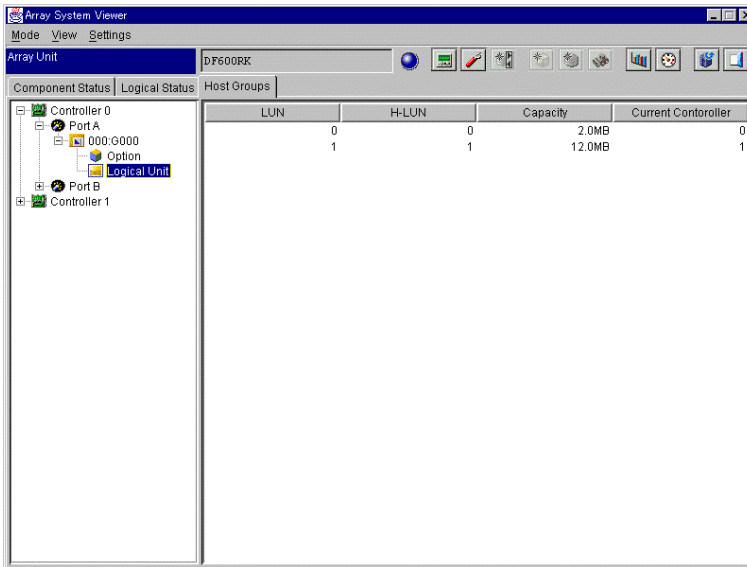 Array System Viewer
Mode View Settings
Array Unit DF600RK
Component Status Logical Status Host Groups
Controller 0
Port A
000:G000
Option
Logical Unit
Port B
Controller 1
LUN H-LUN Capacity Current Contoroller
0 0 2.0MB 0
1 1 12.0MB 1